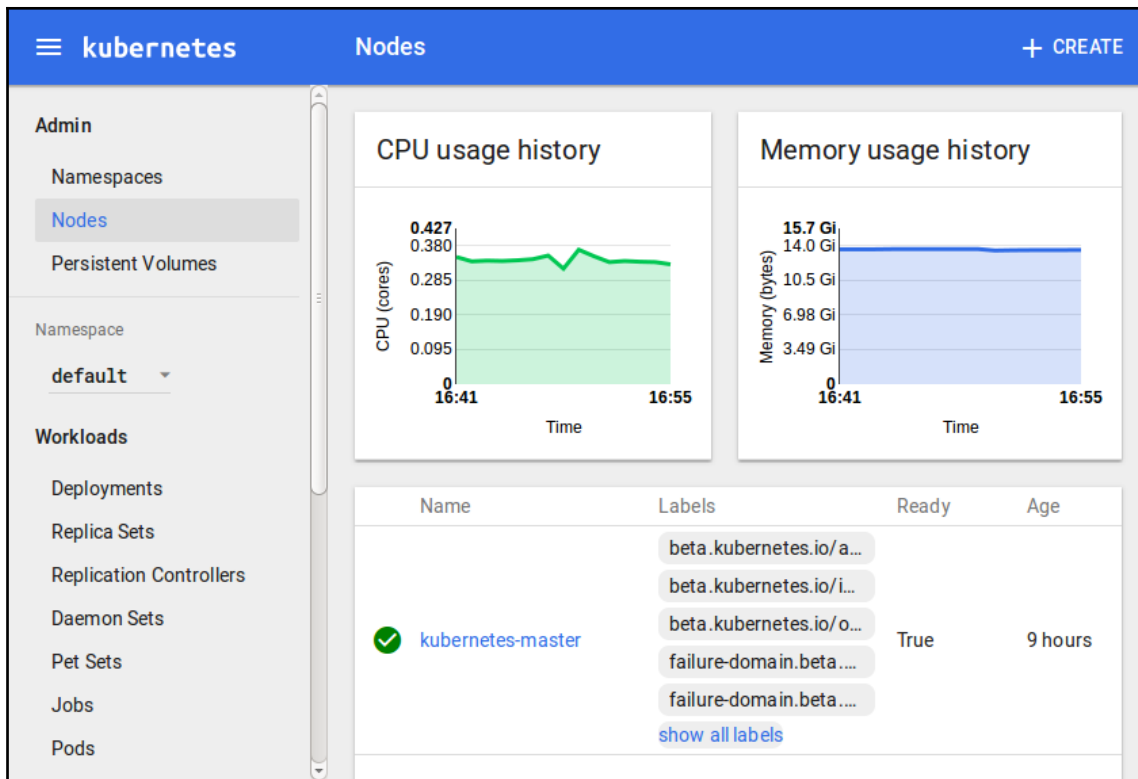 kubernetes
Nodes
+ CREATE
Admin
Namespaces
Nodes
Persistent Volumes
Namespace
default
Workloads
Deployments
Replica Sets
Replication Controllers
Daemon Sets
Pet Sets
Jobs
Pods
CPU usage history
CPU (cores)
0.427
0.380
0.285
0.190
0.095
0
16:41
16:55
Time
Memory usage history
Memory (bytes)
15.7 Gi
14.0 Gi
10.5 Gi
6.98 Gi
3.49 Gi
0
16:41
16:55
Time
Name Labels Ready Age
kubernetes-master
beta.kubernetes.io/a...
beta.kubernetes.io/i...
beta.kubernetes.io/o...
failure-domain.beta....
failure-domain.beta....
show all labels
True
9 hours